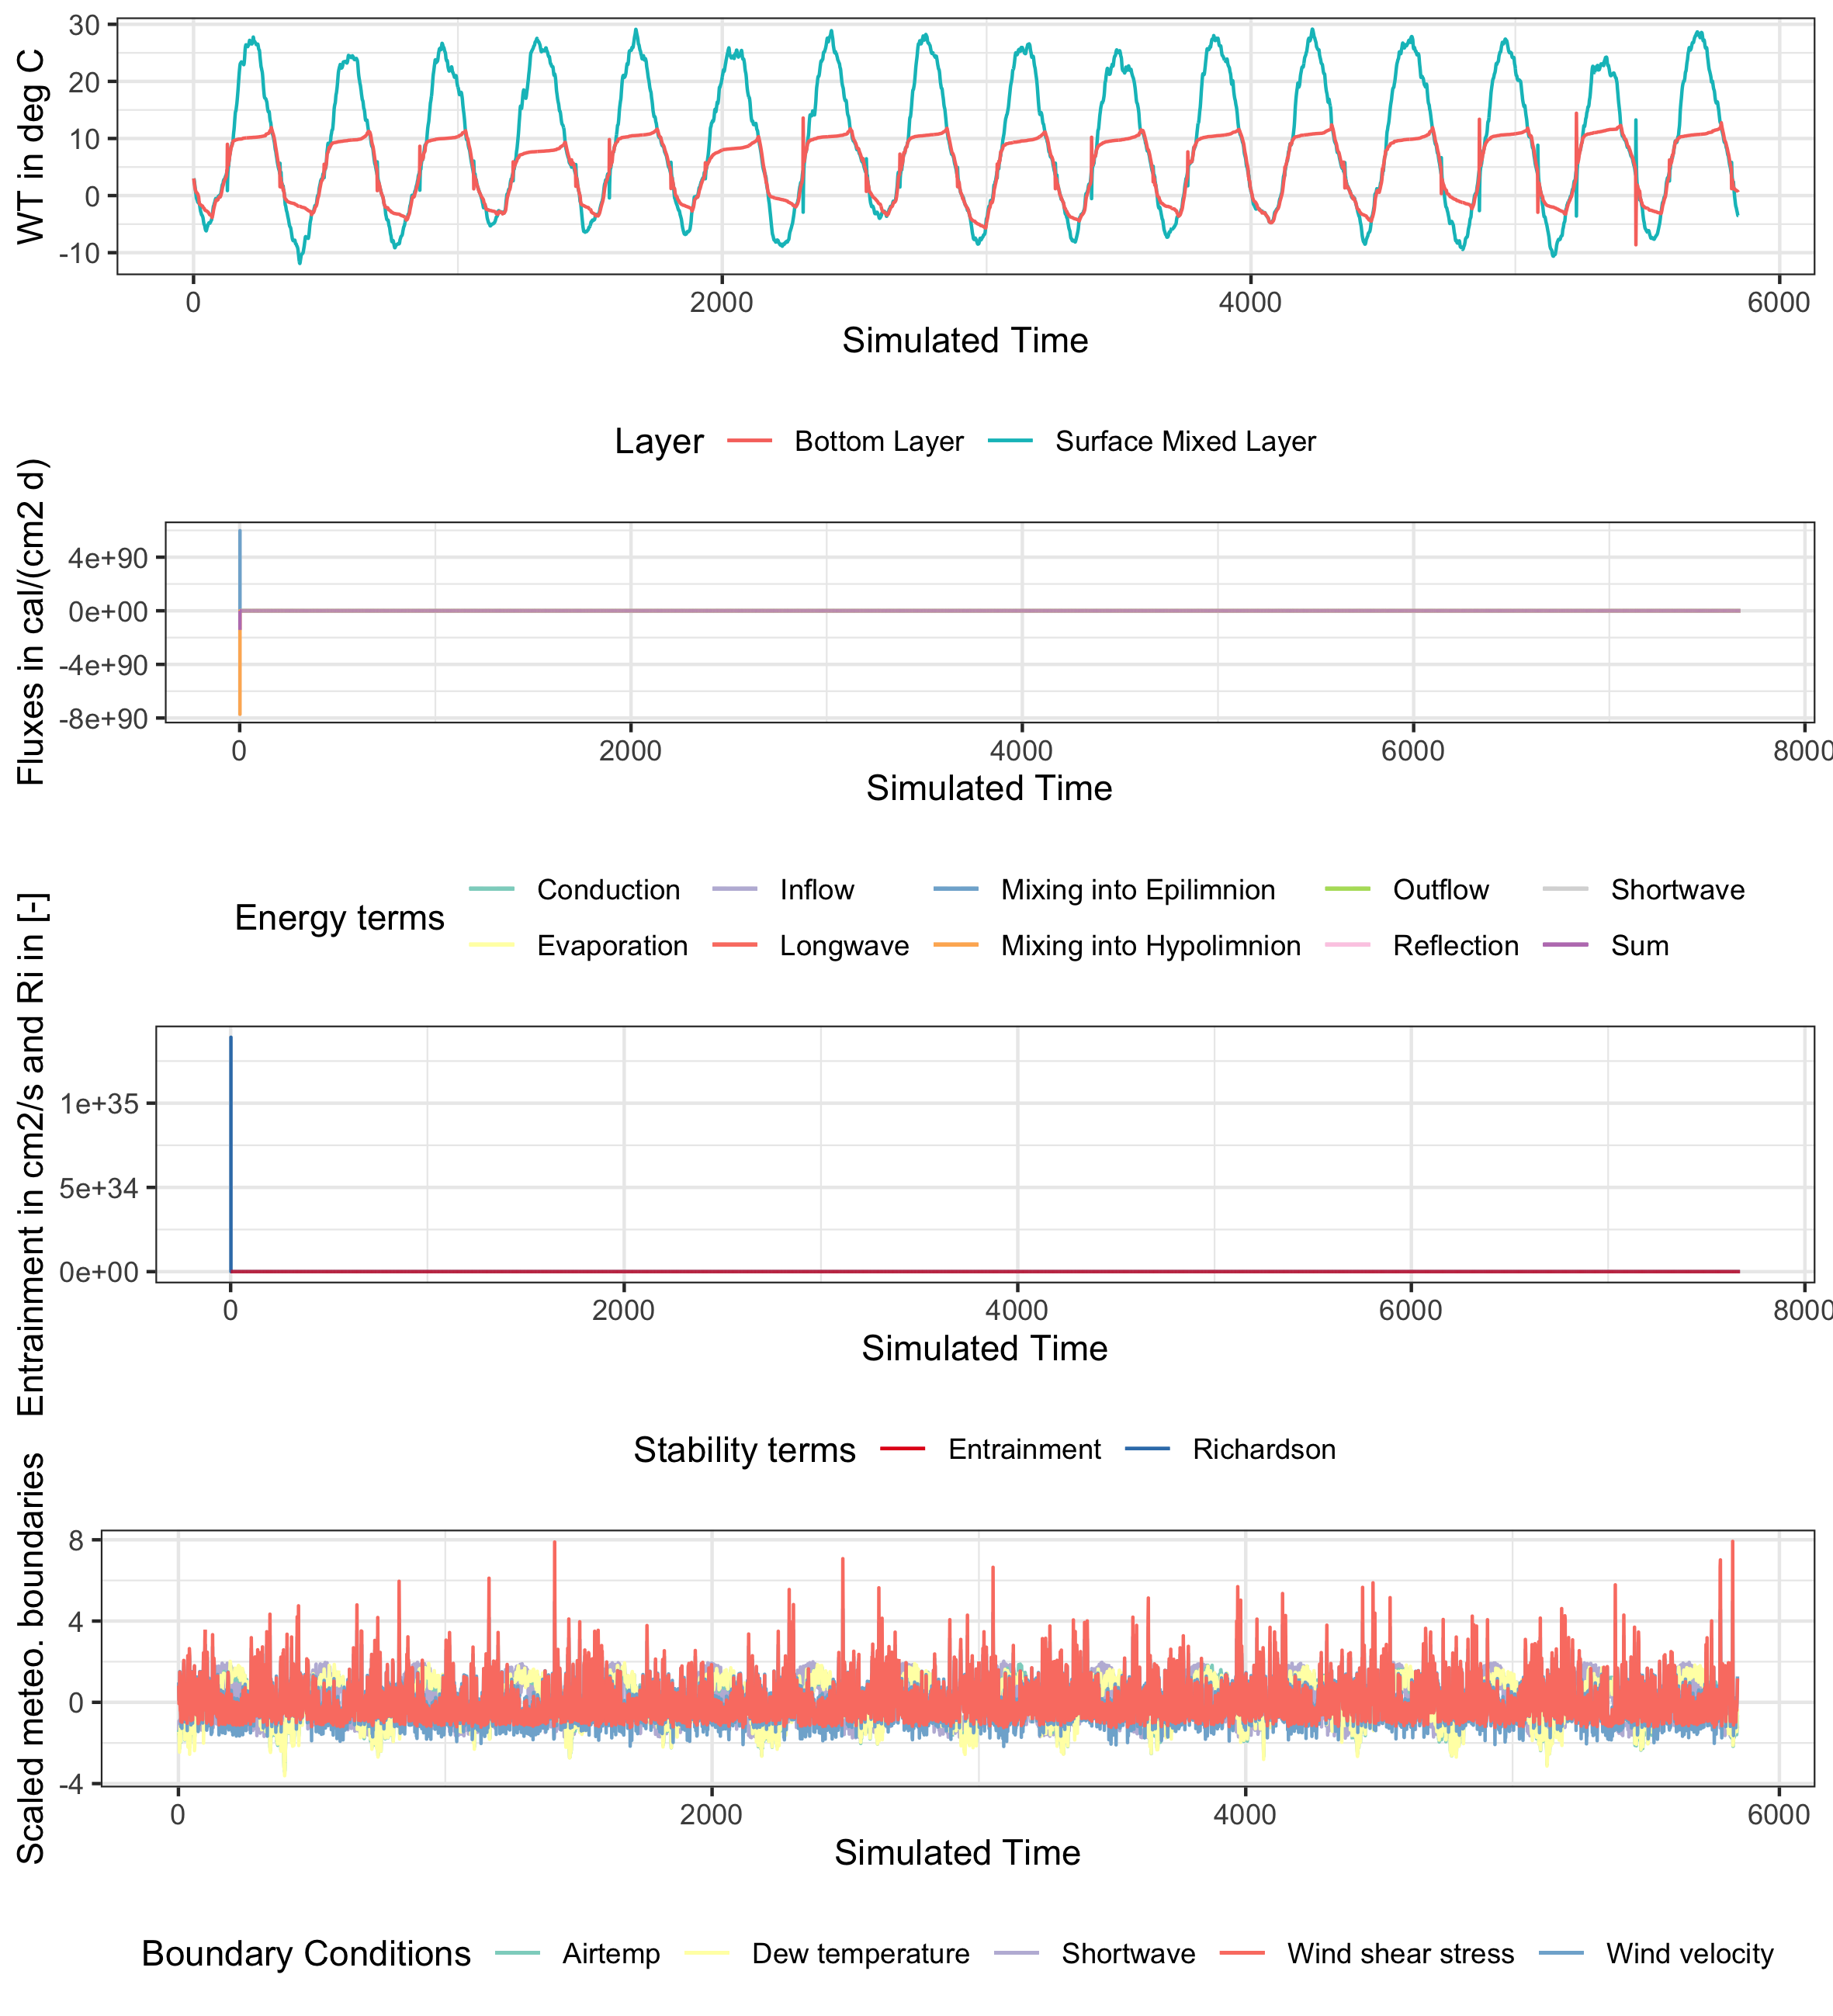 WT in deg C
30
20
10
0
-10
0 2000 4000 6000
Simulated Time
Layer Bottom Layer Surface Mixed Layer
Fluxes in cal/(cm2 d)
4e+90
0e+00
-4e+90
-8e+90
0 2000 4000 6000 8000
Simulated Time
Energy terms
Conduction Inflow Mixing into Epilimnion Outflow Shortwave
Evaporation Longwave Mixing into Hypolimnion Reflection Sum
Entrainment in cm2/s and Ri in [-]
1e+35
5e+34
0e+00
0 2000 4000 6000 8000
Simulated Time
Stability terms Entrainment Richardson
Scaled meteo. boundaries
8
4
0
-4
0 2000 4000 6000
Simulated Time
Boundary Conditions Airtemp Dew temperature Shortwave Wind shear stress Wind velocity